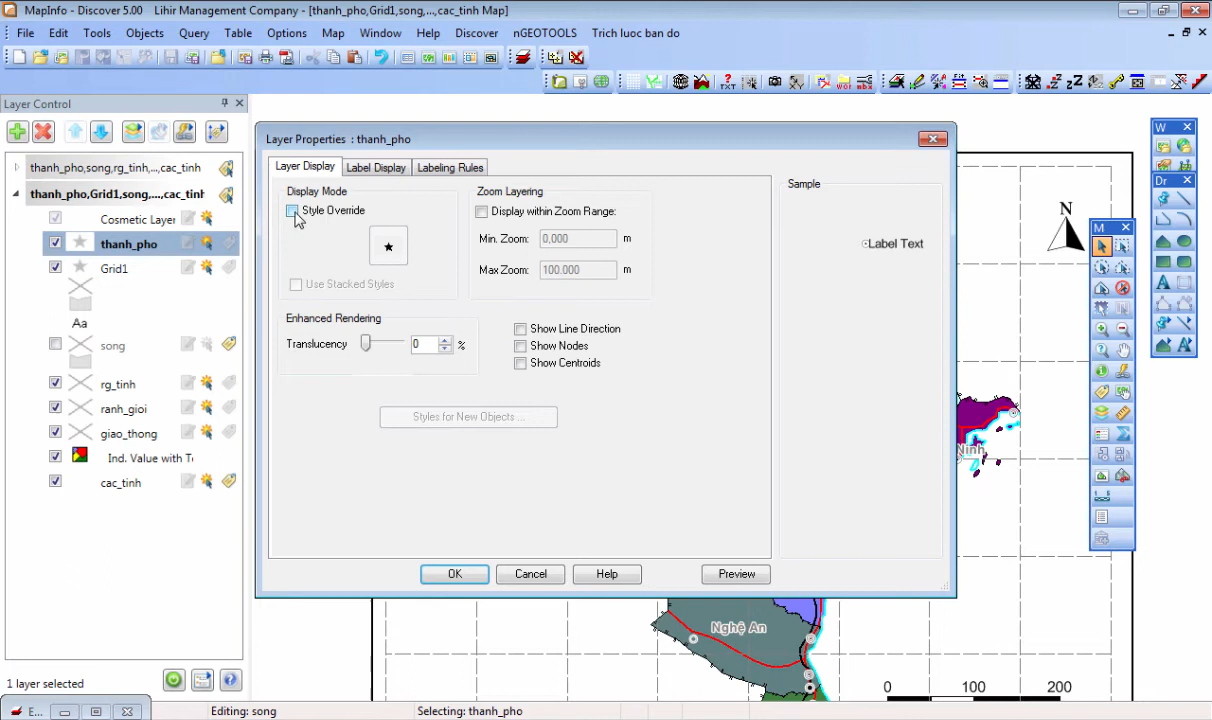 MapInfo - Discover 5.00    Lihir Management Company - [thanh_pho,Grid1,song,...,cac_tinh Map]
File Edit Tools Objects Query Table Options Map Window Help Discover nGEOTOOLS Trich luoc ban do
Layer Control
thanh_pho,song,rg_tinh,...,cac_tinh
thanh_pho,Grid1,song,...,cac_tinh
Cosmetic Layer
thanh_pho
Grid1
Aa
song
rg_tinh
ranh_gioi
giao_thong
Ind. Value with T
cac_tinh
1 layer selected
E...
Layer Properties : thanh_pho
Layer Display Label Display Labeling Rules
Display Mode
Style Override
Use Stacked Styles
Zoom Layering
Display within Zoom Range:
Min. Zoom: 0,000 m
Max Zoom: 100.000 m
Enhanced Rendering
Translucency 0 %
Show Line Direction
Show Nodes
Show Centroids
Styles for New Objects ...
Sample
Label Text
OK Cancel Help Preview
N
W
Dr
M
TXT
WOR
Ninh
Nghệ An
0 100 200
Editing: song
Selecting: thanh_pho